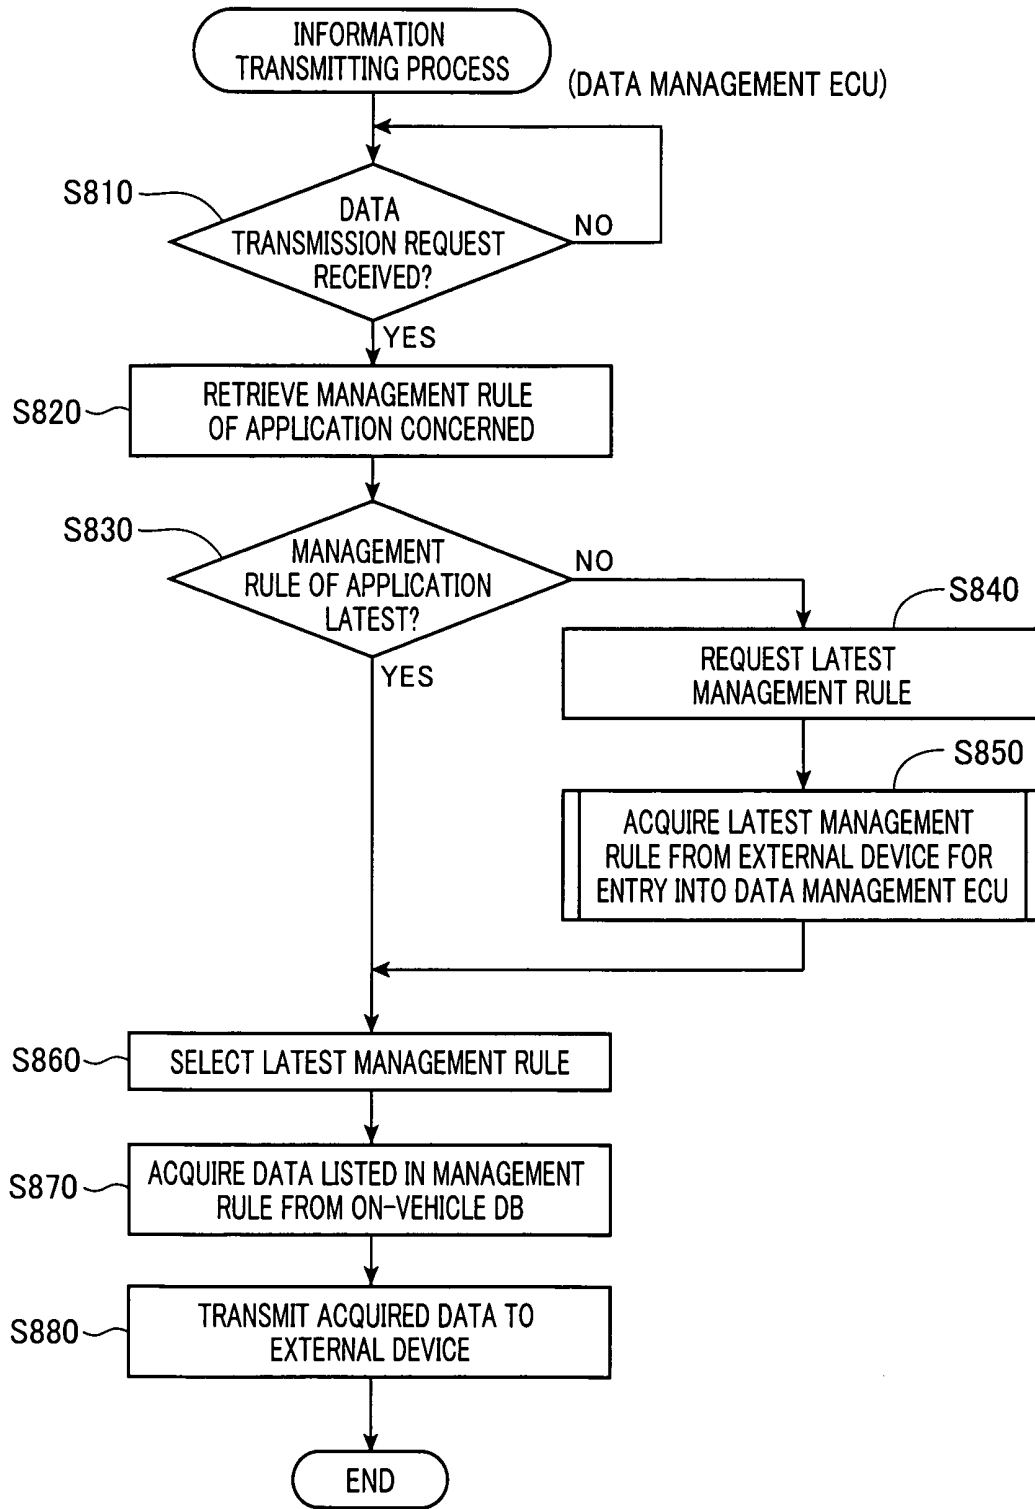 INFORMATION
TRANSMITTING PROCESS
(DATA MANAGEMENT ECU)
S810
DATA
TRANSMISSION REQUEST
RECEIVED?
NO
YES
S820
RETRIEVE MANAGEMENT RULE
OF APPLICATION CONCERNED
S830
MANAGEMENT
RULE OF APPLICATION
LATEST?
NO
YES
S840
REQUEST LATEST
MANAGEMENT RULE
S850
ACQUIRE LATEST MANAGEMENT
RULE FROM EXTERNAL DEVICE FOR
ENTRY INTO DATA MANAGEMENT ECU
S860
SELECT LATEST MANAGEMENT RULE
S870
ACQUIRE DATA LISTED IN MANAGEMENT
RULE FROM ON-VEHICLE DB
S880
TRANSMIT ACQUIRED DATA TO
EXTERNAL DEVICE
END